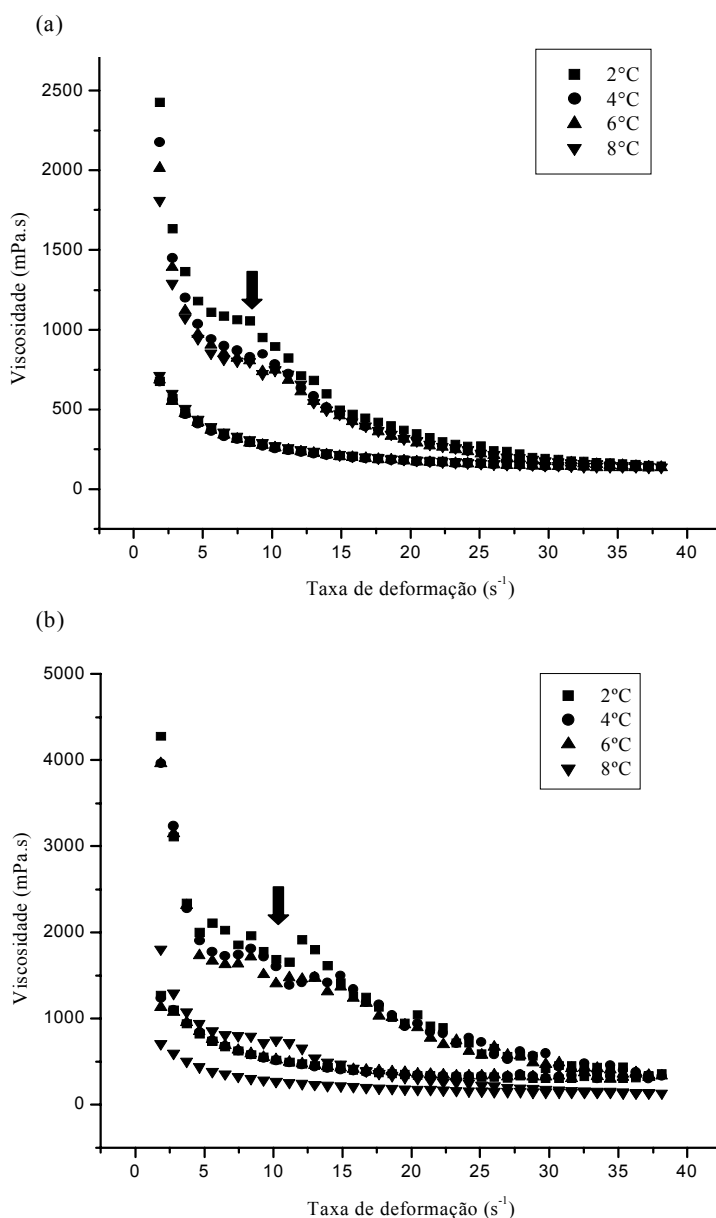 (a)
2°C
4°C
6°C
8°C
2500
2000
1500
1000
500
0
Viscosidade (mPa.s)
0 5 10 15 20 25 30 35 40
Taxa de deformação (s-1)
(b)
2ºC
4ºC
6ºC
8ºC
5000
4000
3000
2000
1000
0
Viscosidade (mPa.s)
0 5 10 15 20 25 30 35 40
Taxa de deformação (s-1)